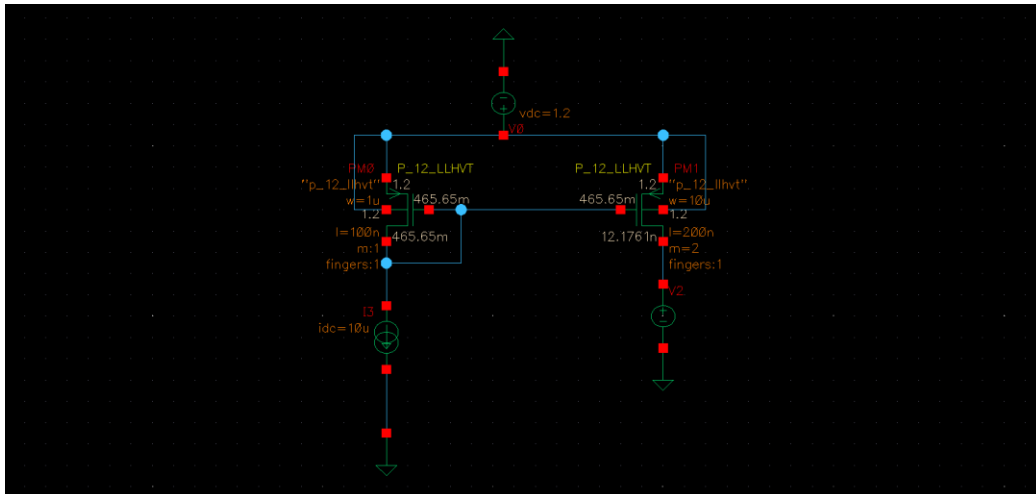 vdc=1.2
V0
PM0
P_12_LLHVT
"p_12_llhvt"
1.2
w=1u
465.65m
1.2
l=100n
465.65m
m:1
fingers:1
I3
idc=10u
P_12_LLHVT
PM1
1.2
"p_12_llhvt"
465.65m
w=10u
1.2
l=200n
12.1761n
m=2
fingers:1
V2